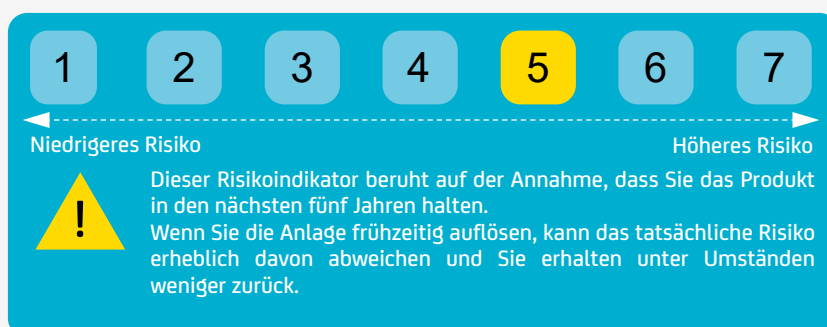 1 2 3 4 5 6 7
Niedrigeres Risiko Höheres Risiko
! Dieser Risikoindikator beruht auf der Annahme, dass Sie das Produkt
in den nächsten fünf Jahren halten.
Wenn Sie die Anlage frühzeitig auflösen, kann das tatsächliche Risiko
erheblich davon abweichen und Sie erhalten unter Umständen
weniger zurück.